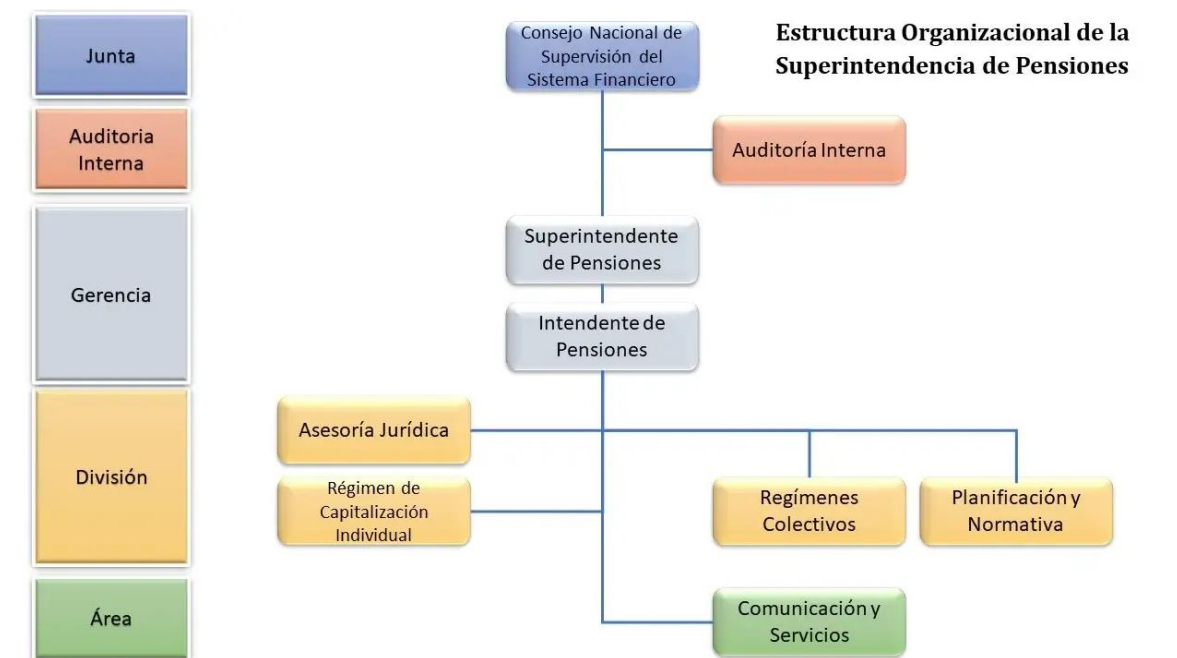 Estructura Organizacional de la
Superintendencia de Pensiones
Junta
Auditoria
Interna
Gerencia
División
Área
Consejo Nacional de
Supervisión del
Sistema Financiero
Auditoría Interna
Superintendente
de Pensiones
Intendente de
Pensiones
Asesoría Jurídica
Régimen de
Capitalización
Individual
Regímenes
Colectivos
Planificación y
Normativa
Comunicación y
Servicios